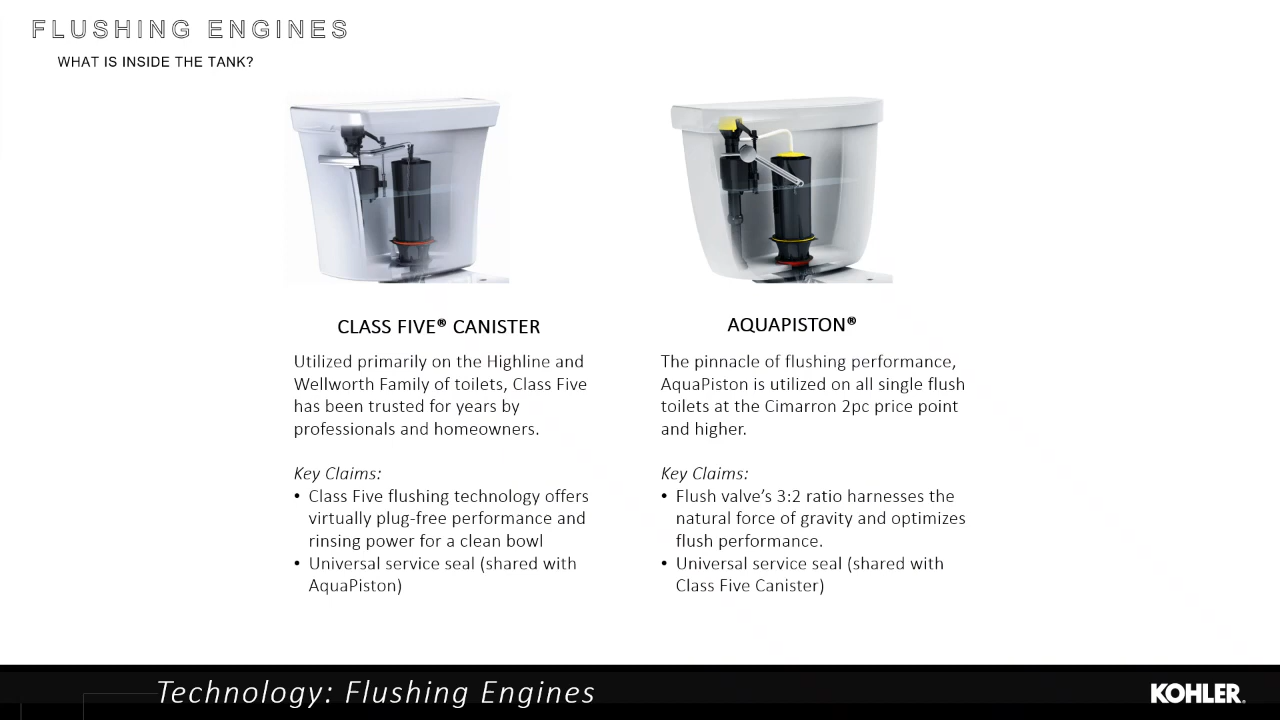 FLUSHING ENGINES
WHAT IS INSIDE THE TANK?
CLASS FIVE® CANISTER
Utilized primarily on the Highline and
Wellworth Family of toilets, Class Five
has been trusted for years by
professionals and homeowners.
Key Claims:
• Class Five flushing technology offers
virtually plug-free performance and
rinsing power for a clean bowl
• Universal service seal (shared with
AquaPiston)
AQUAPISTON®
The pinnacle of flushing performance,
AquaPiston is utilized on all single flush
toilets at the Cimarron 2pc price point
and higher.
Key Claims:
• Flush valve’s 3:2 ratio harnesses the
natural force of gravity and optimizes
flush performance.
• Universal service seal (shared with
Class Five Canister)
Technology: Flushing Engines
KOHLER®